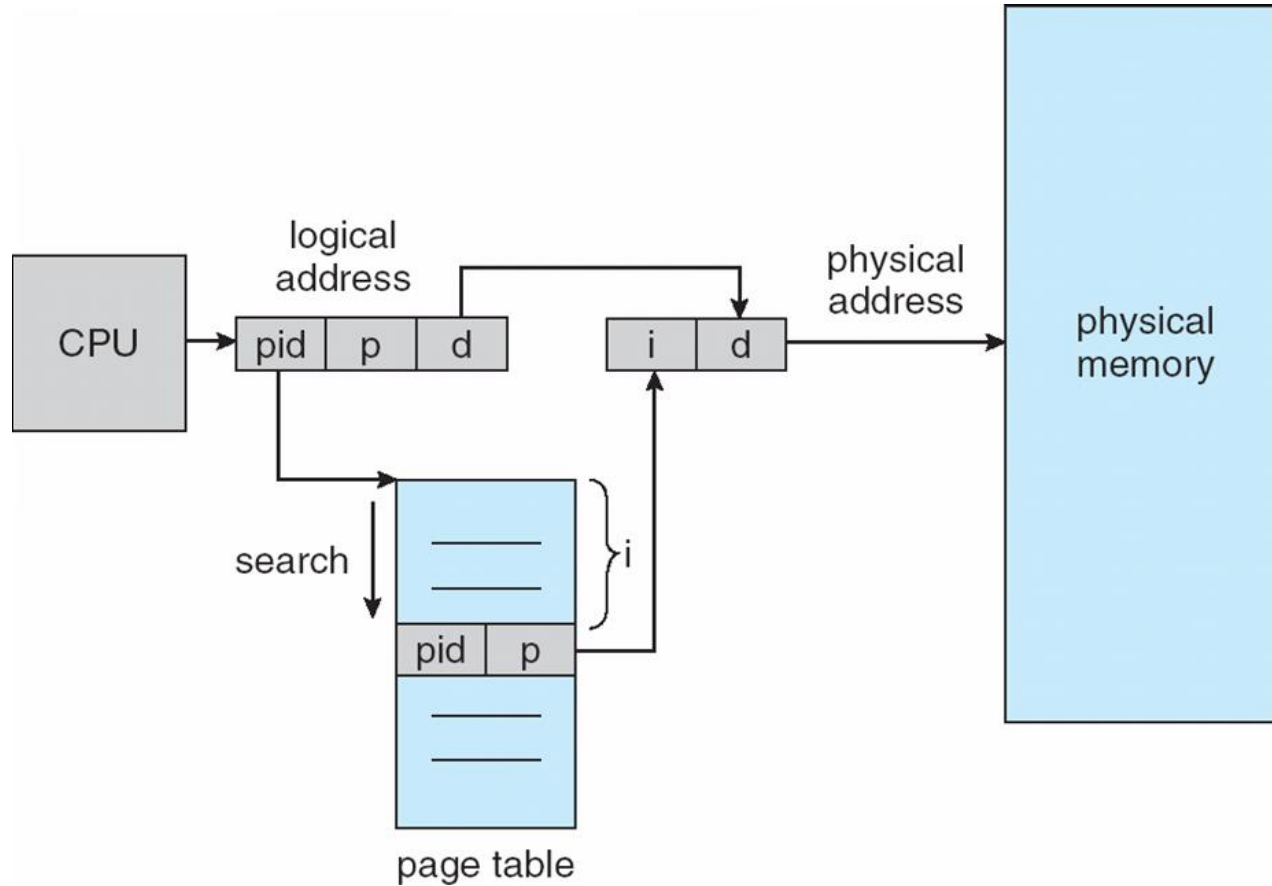 logical
address
physical
address
CPU
pid p d
i d
physical
memory
search
i
pid p
page table